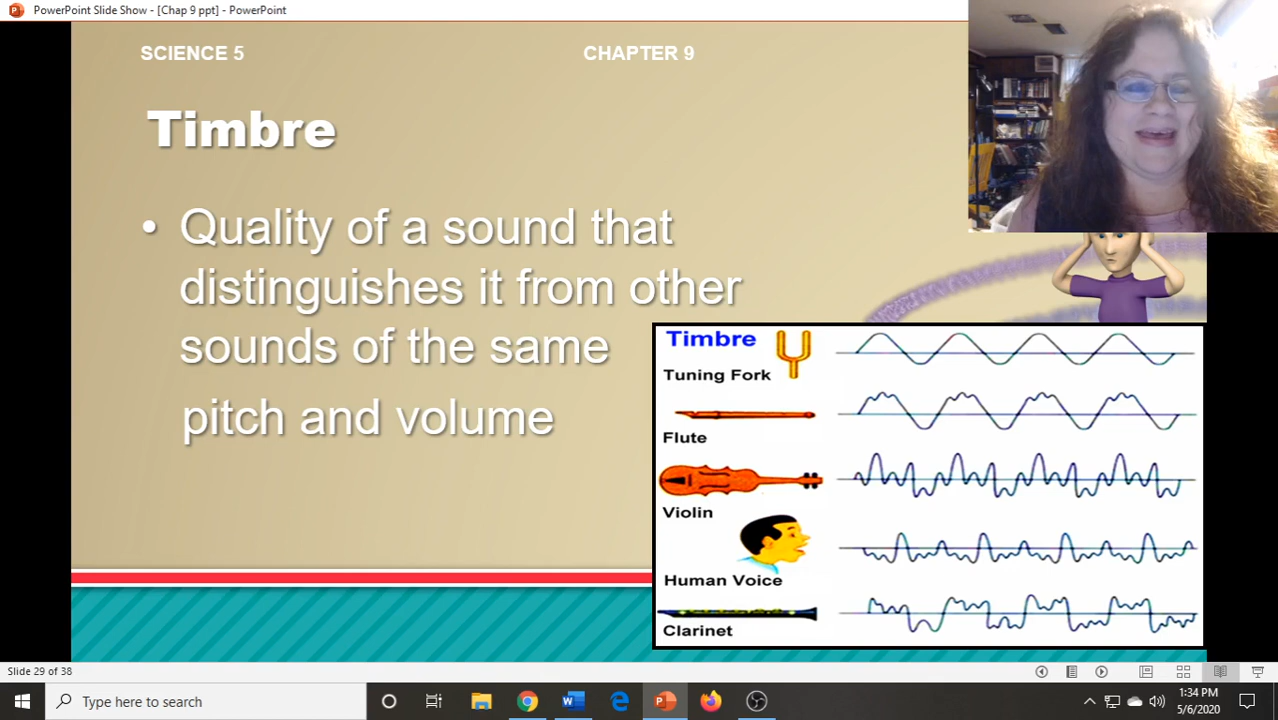 PowerPoint Slide Show - [Chap 9 ppt] - PowerPoint
SCIENCE 5
CHAPTER 9
Timbre
• Quality of a sound that
distinguishes it from other
sounds of the same
pitch and volume
Timbre
Tuning Fork
Flute
Violin
Human Voice
Clarinet
Slide 29 of 38
Type here to search
1:34 PM
5/6/2020